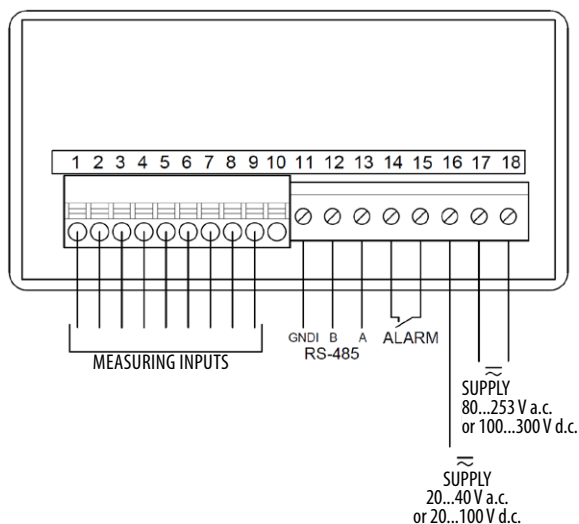 1 2 3 4 5 6 7 8 9 10 11 12 13 14 15 16 17 18
MEASURING INPUTS
GNDI B A
RS-485
ALARM
SUPPLY
80...253 V a.c.
or 100...300 V d.c.
SUPPLY
20...40 V a.c.
or 20...100 V d.c.